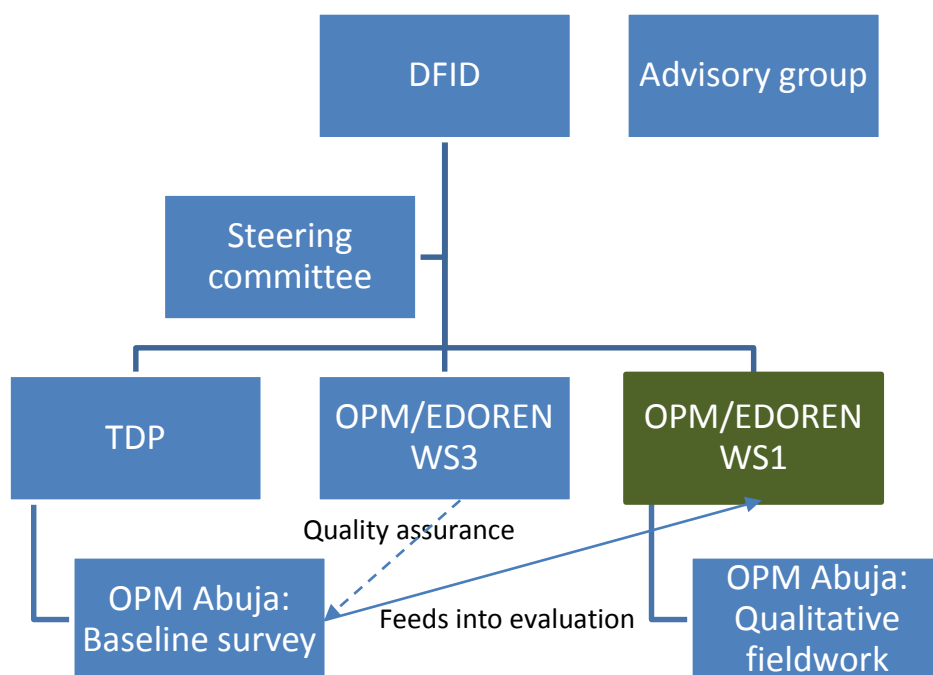 DFID
Advisory group
Steering
committee
TDP
OPM/EDOREN
WS3
OPM/EDOREN
WS1
Quality assurance
OPM Abuja:
Baseline survey
Feeds into evaluation
OPM Abuja:
Qualitative
fieldwork